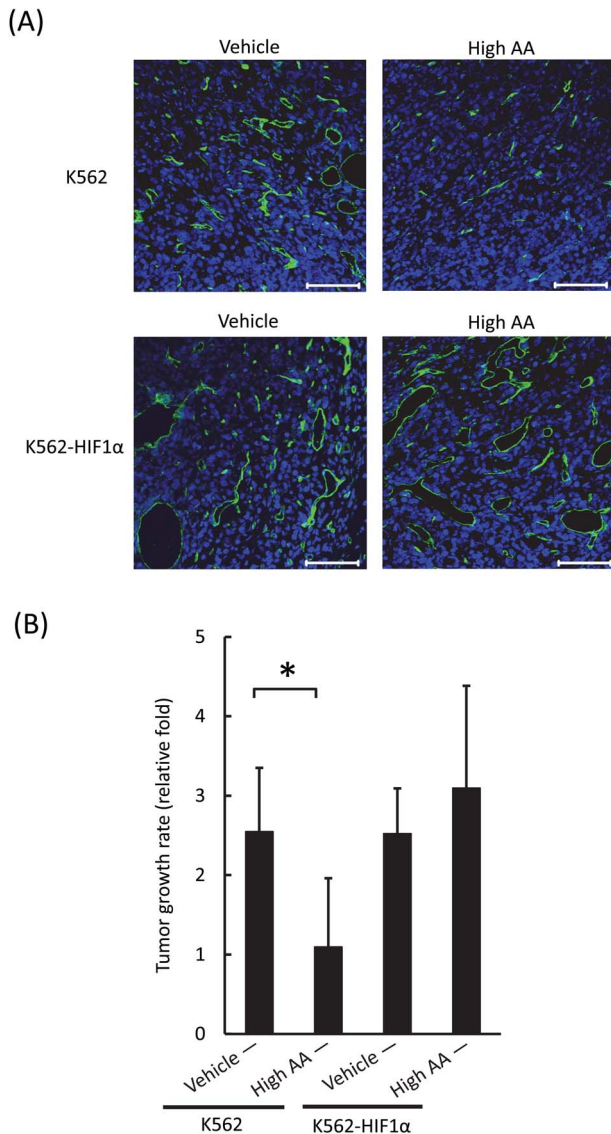 (A)
Vehicle
High AA
K562
Vehicle
High AA
K562-HIF1α
(B)
5
4
3
2
1
0
Tumor growth rate (relative fold)
*
Vehicle –
High AA –
Vehicle –
High AA –
K562
K562-HIF1α